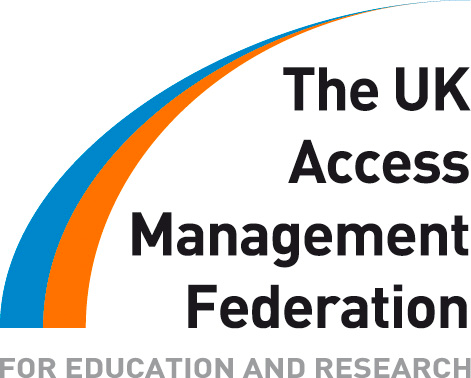 The UK
Access
Management
Federation
FOR EDUCATION AND RESEARCH